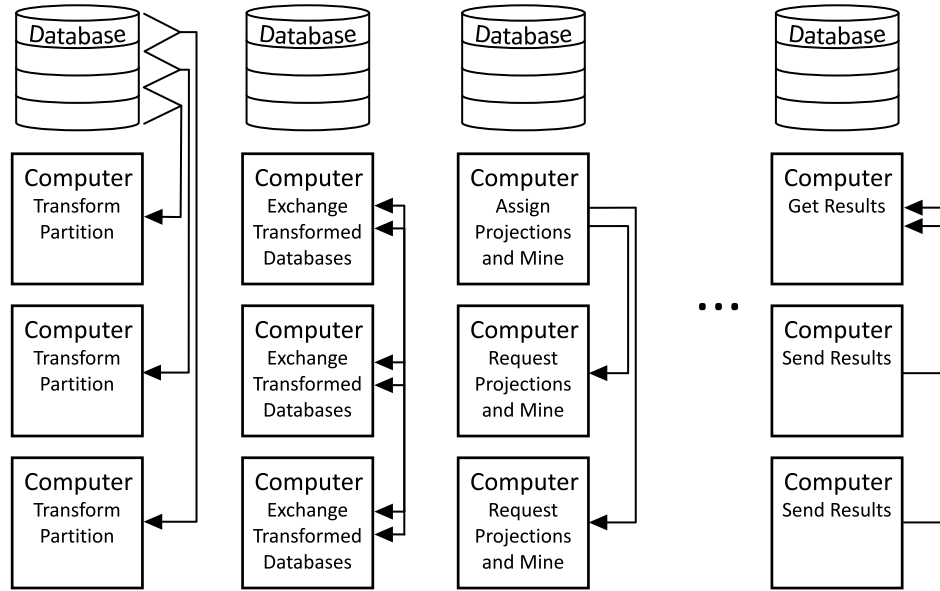 Database
Computer
Transform
Partition
Computer
Transform
Partition
Computer
Transform
Partition
Database
Computer
Exchange
Transformed
Databases
Computer
Exchange
Transformed
Databases
Computer
Exchange
Transformed
Databases
Database
Computer
Assign
Projections
and Mine
Computer
Request
Projections
and Mine
Computer
Request
Projections
and Mine
...
Database
Computer
Get Results
Computer
Send Results
Computer
Send Results